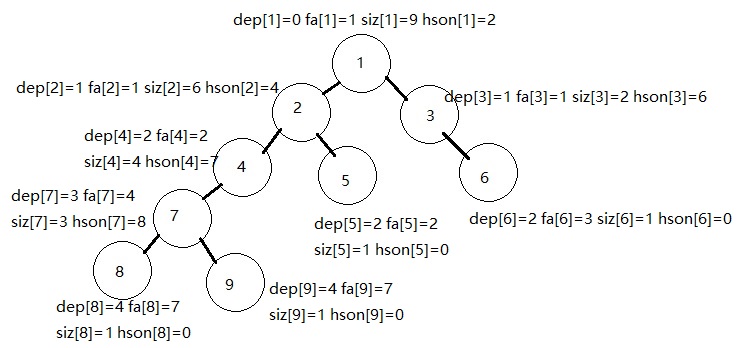 dep[1]=0 fa[1]=1 siz[1]=9 hson[1]=2
1
dep[2]=1 fa[2]=1 siz[2]=6 hson[2]=4
2
dep[3]=1 fa[3]=1 siz[3]=2 hson[3]=6
3
dep[4]=2 fa[4]=2
siz[4]=4 hson[4]=7
4
5
6
dep[7]=3 fa[7]=4
siz[7]=3 hson[7]=8
7
dep[5]=2 fa[5]=2
siz[5]=1 hson[5]=0
dep[6]=2 fa[6]=3 siz[6]=1 hson[6]=0
8
9
dep[9]=4 fa[9]=7
siz[9]=1 hson[9]=0
dep[8]=4 fa[8]=7
siz[8]=1 hson[8]=0